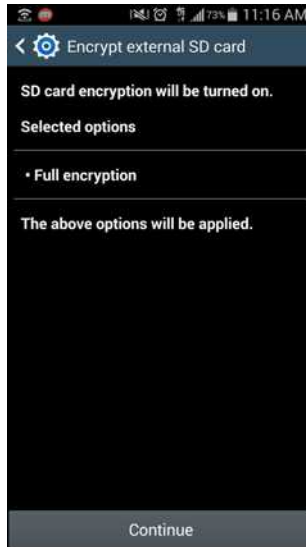 73% 11:16 AM
Encrypt external SD card
SD card encryption will be turned on.
Selected options
• Full encryption
The above options will be applied.
Continue